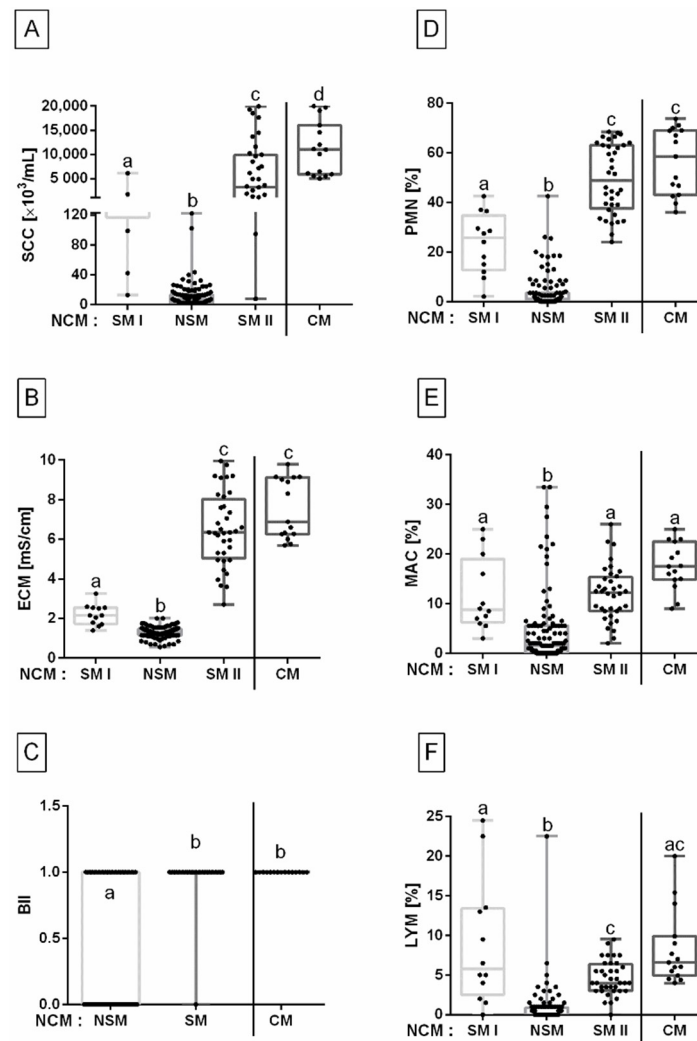 A
D
SCC [×10³/mL]
20,000
15,000
10,000
5 000
120
80
40
0
a
b
c
d
NCM : SM I NSM SM II CM
PMN [%]
80
60
40
20
0
a
b
c
c
NCM : SM I NSM SM II CM
B
E
ECM [mS/cm]
10
8
6
4
2
0
a
b
c
c
NCM : SM I NSM SM II CM
MAC [%]
40
30
20
10
0
a
b
a
c
NCM : SM I NSM SM II CM
C
F
BII
1.5
1.0
0.5
0.0
a
b
b
NCM : NSM SM CM
LYM [%]
25
20
15
10
5
0
a
b
c
ac
NCM : SM I NSM SM II CM